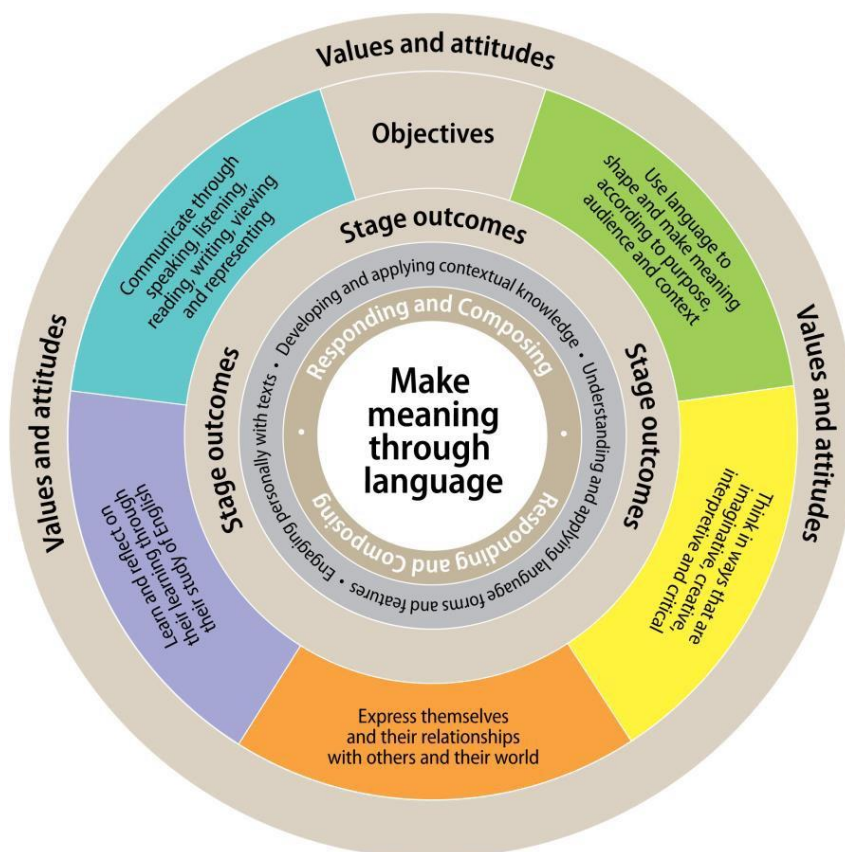 Values and attitudes
Objectives
Communicate through
speaking, listening,
reading, writing, viewing
and representing
Use language to
shape and make meaning
according to purpose,
audience and context
Values and attitudes
Values and attitudes
Stage outcomes
Stage outcomes
Stage outcomes
Developing and applying contextual knowledge • Understanding and applying language forms and features • Engaging personally with texts •
Responding and Composing •
Make
meaning
through
language
Responding and Composing •
Learn and reflect on
their learning through
their study of English
Think in ways that are
imaginative, creative,
interpretive and critical
Express themselves
and their relationships
with others and their world